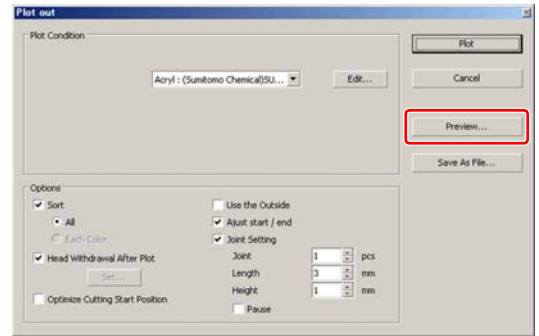 Plot out
Plot Condition
Acryl : (Sumitomo Chemical)SU...
Edit...
Plot
Cancel
Preview...
Save As File...
Options
Sort
All
Each Color
Head Withdrawal After Plot
Set...
Optimize Cutting Start Position
Use the Outside
Ajust start / end
Joint Setting
Joint 1 pcs
Length 3 mm
Height 1 mm
Pause